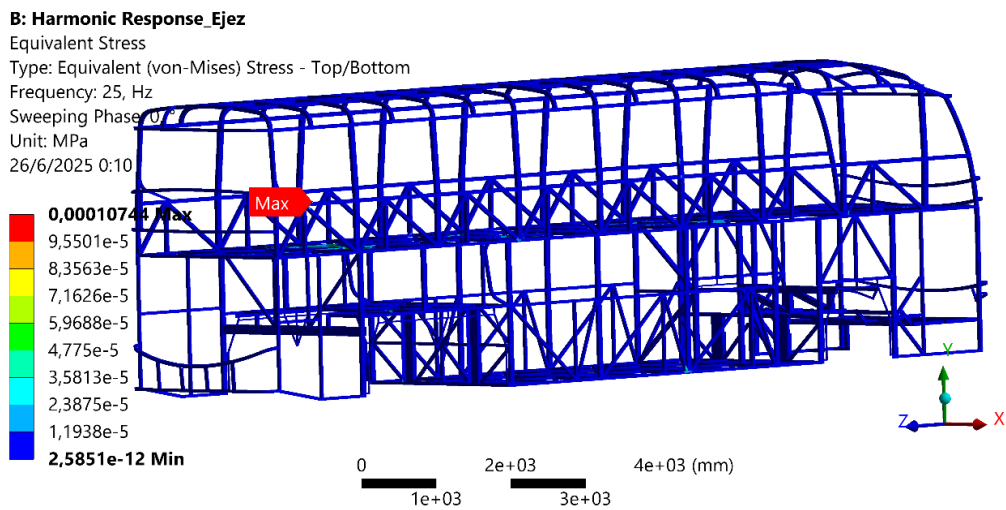 B: Harmonic Response_Ejez
Equivalent Stress
Type: Equivalent (von-Mises) Stress - Top/Bottom
Frequency: 25, Hz
Sweeping Phase: 0, °
Unit: MPa
26/6/2025 0:10
Max
0,00010744 Max
9,5501e-5
8,3563e-5
7,1626e-5
5,9688e-5
4,775e-5
3,5813e-5
2,3875e-5
1,1938e-5
2,5851e-12 Min
Y
Z
X
0 2e+03 4e+03 (mm)
1e+03 3e+03